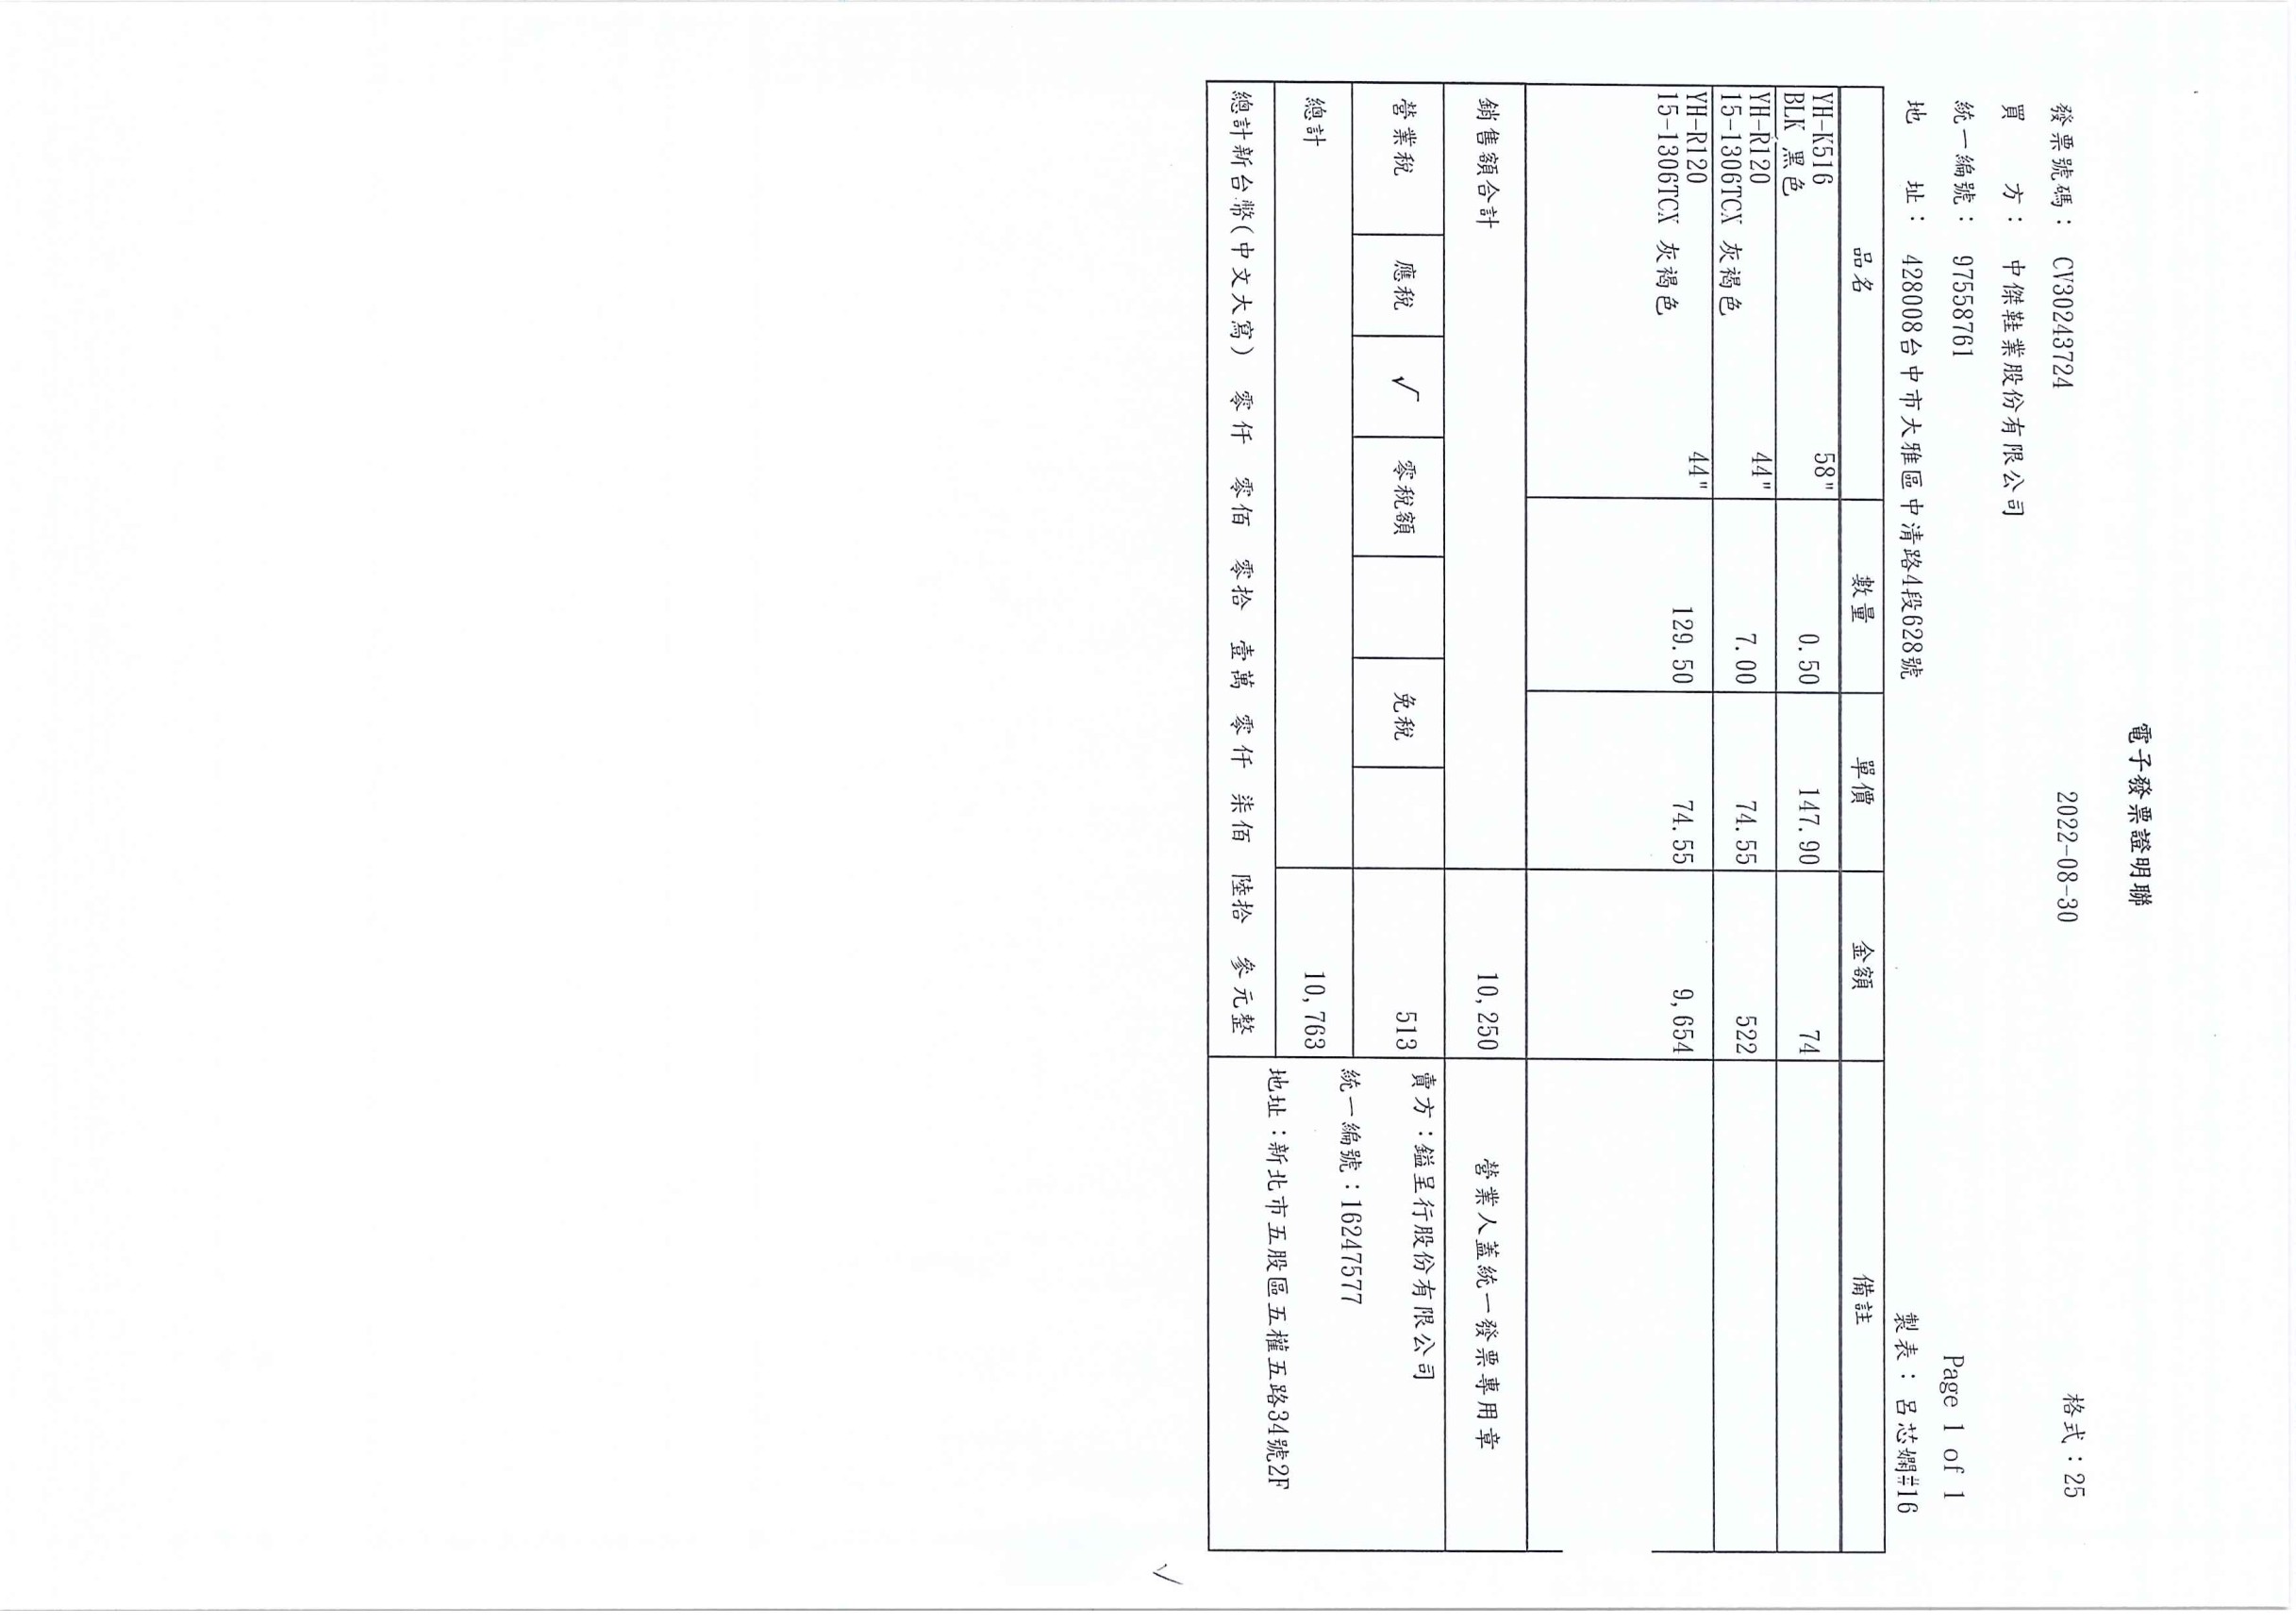 電子發票證明聯
發票號碼： CV30243724 2022-08-30 格式：25
買 方： 中傑鞋業股份有限公司
統一編號： 97558761
Page 1 of 1
地 址： 428008台中市大雅區中清路4段628號
製表： 呂芯嫻#16
品名 數量 單價 金額 備註
YH-K516 58"
BLK 黑色 0.50 147.90 74
YH-R120 44"
15-1306TCX 灰褐色 7.00 74.55 522
YH-R120 44"
15-1306TCX 灰褐色 129.50 74.55 9,654
銷售額合計 10,250 營業人蓋統一發票專用章
營業稅 應稅 √ 零稅額 免稅 513
賣方：鎰呈行股份有限公司
統一編號：16247577
總計 10,763
地址：新北市五股區五權五路34號2F
總計新台幣(中文大寫) 零仟 零佰 零拾 壹萬 零仟 柒佰 陸拾 參元整
√